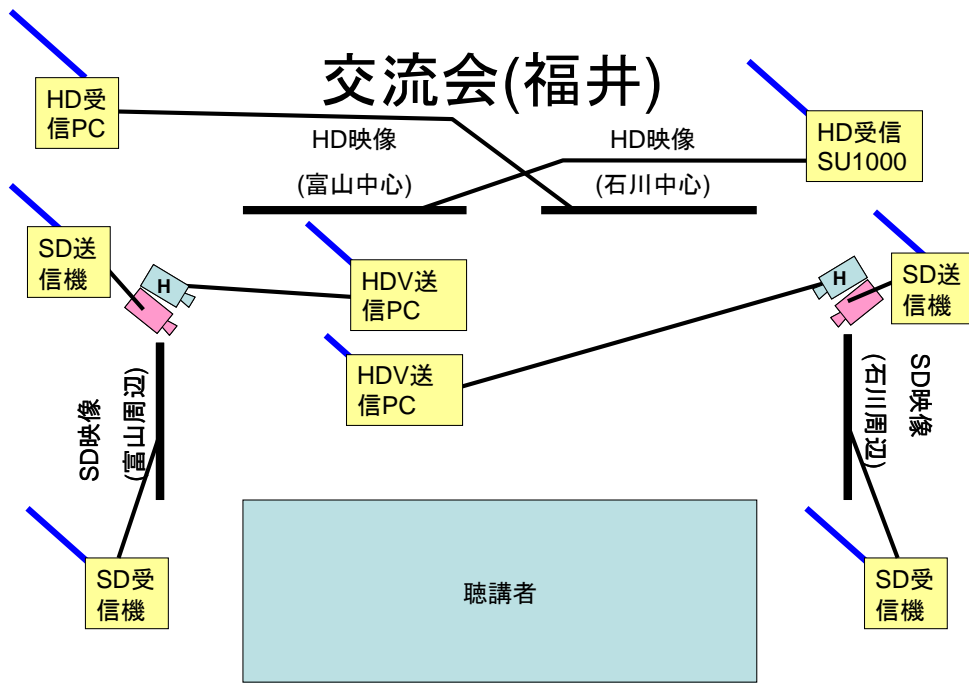 交流会(福井)
HD受
信PC
HD映像
(富山中心)
HD映像
(石川中心)
HD受信
SU1000
SD送
信機
H
HDV送
信PC
H
SD送
信機
HDV送
信PC
SD映像
(富山周辺)
SD映像
(石川周辺)
SD受
信機
聴講者
SD受
信機